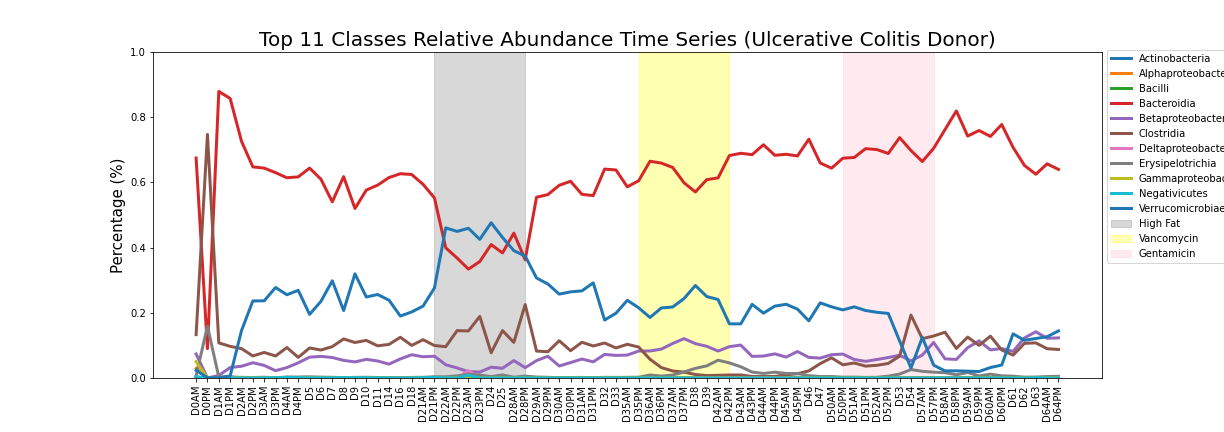 Top 11 Classes Relative Abundance Time Series (Ulcerative Colitis Donor)
Percentage (%)
1.0
0.8
0.6
0.4
0.2
0.0
D0AM
D0PM
D1AM
D1PM
D2AM
D2PM
D3AM
D3PM
D4AM
D4PM
D5
D6
D7
D8
D9
D10
D11
D14
D16
D18
D21AM
D21PM
D22AM
D22PM
D23AM
D23PM
D24
D25
D28AM
D28PM
D29AM
D29PM
D30AM
D30PM
D31AM
D31PM
D32
D33
D35AM
D35PM
D36AM
D36PM
D37AM
D37PM
D38
D39
D42AM
D42PM
D43AM
D43PM
D44AM
D44PM
D45AM
D45PM
D46
D47
D50AM
D50PM
D51AM
D51PM
D52AM
D52PM
D53
D54
D57AM
D57PM
D58AM
D58PM
D59AM
D59PM
D60AM
D60PM
D61
D62
D63
D64AM
D64PM
Actinobacteria
Alphaproteobacte
Bacilli
Bacteroidia
Betaproteobacter
Clostridia
Deltaproteobacte
Erysipelotrichia
Gammaproteobac
Negativicutes
Verrucomicrobiae
High Fat
Vancomycin
Gentamicin